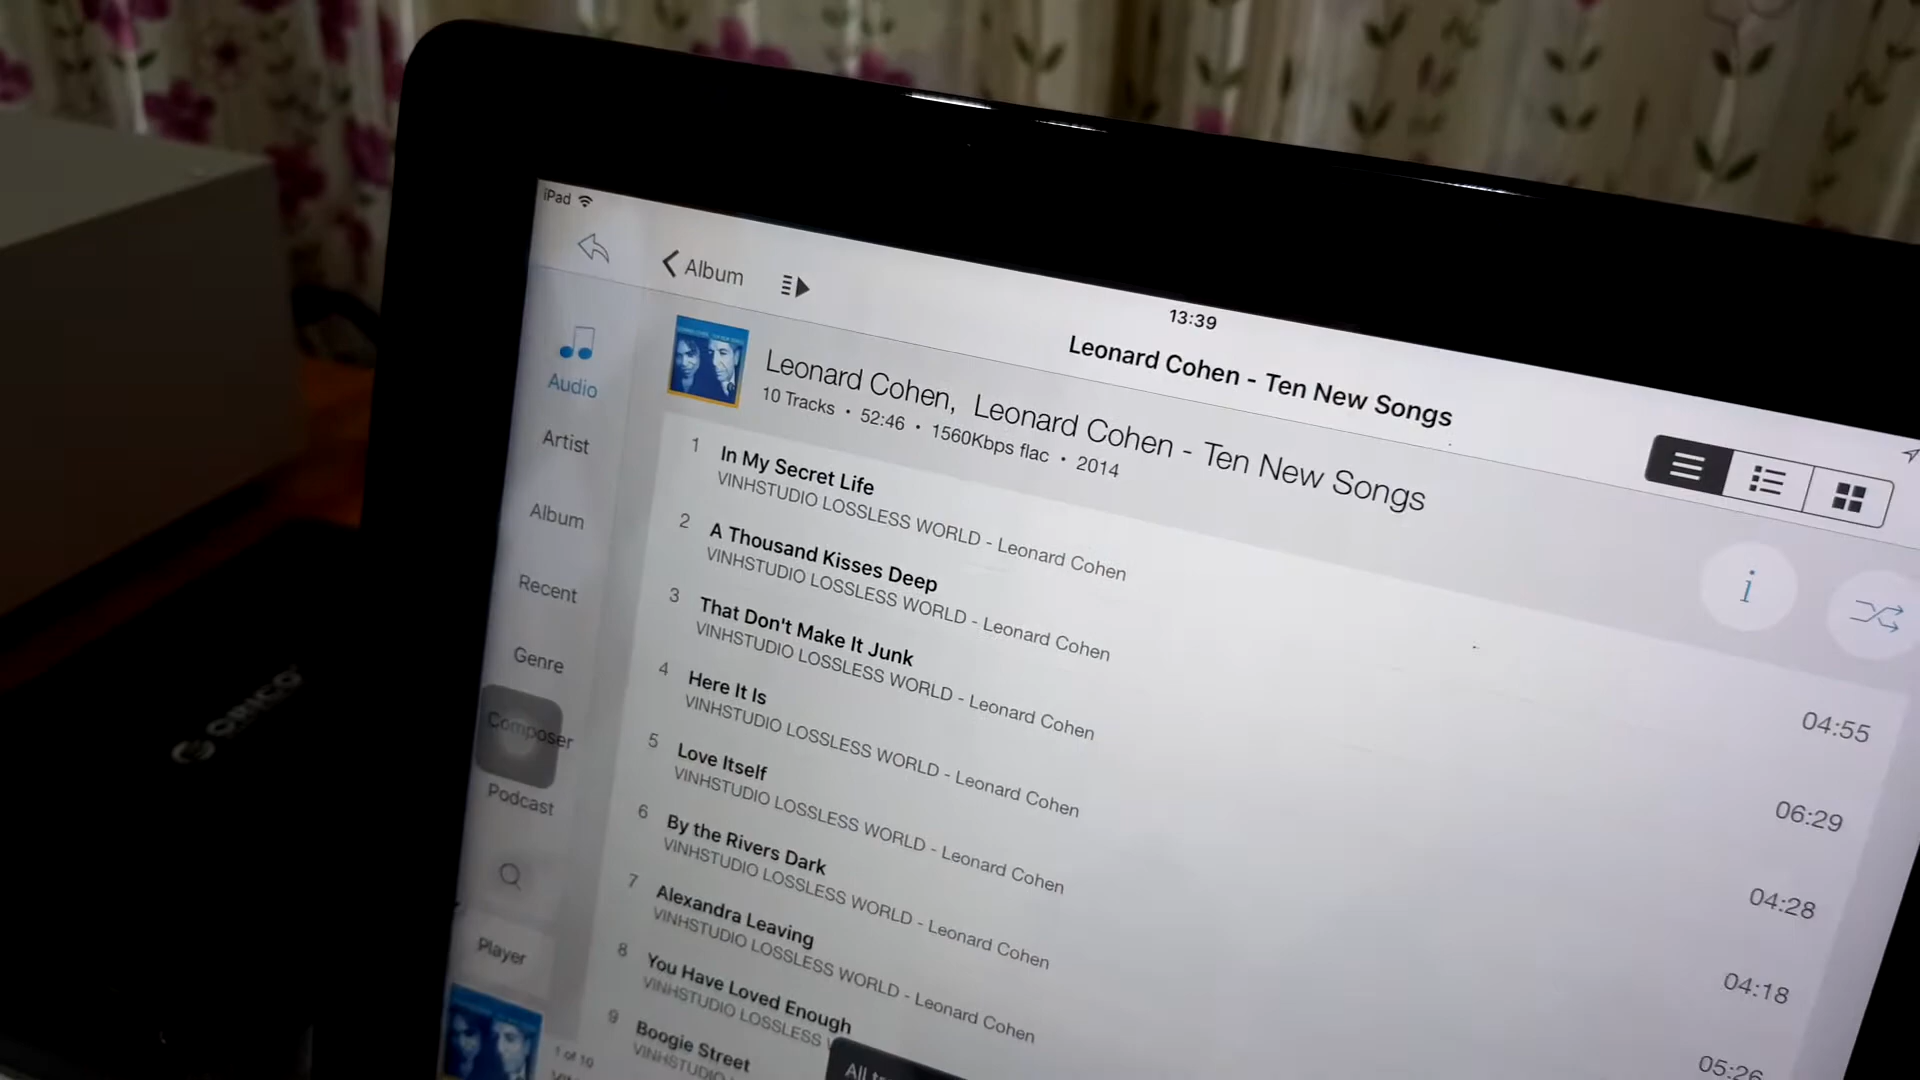 iPad
Album
13:39
Leonard Cohen - Ten New Songs
Leonard Cohen, Leonard Cohen - Ten New Songs
10 Tracks • 52:46 • 1560Kbps flac • 2014
Audio
Artist
Album
Recent
Genre
Composer
Podcast
Player
1 of 10
1 In My Secret Life
VINHSTUDIO LOSSLESS WORLD - Leonard Cohen
04:55
2 A Thousand Kisses Deep
VINHSTUDIO LOSSLESS WORLD - Leonard Cohen
06:29
3 That Don't Make It Junk
VINHSTUDIO LOSSLESS WORLD - Leonard Cohen
04:28
4 Here It Is
VINHSTUDIO LOSSLESS WORLD - Leonard Cohen
04:18
5 Love Itself
VINHSTUDIO LOSSLESS WORLD - Leonard Cohen
05:26
6 By the Rivers Dark
VINHSTUDIO LOSSLESS WORLD - Leonard Cohen
7 Alexandra Leaving
VINHSTUDIO LOSSLESS WORLD - Leonard Cohen
8 You Have Loved Enough
VINHSTUDIO LOSSLESS
9 Boogie Street
VINHSTUDIO
All
ORICO